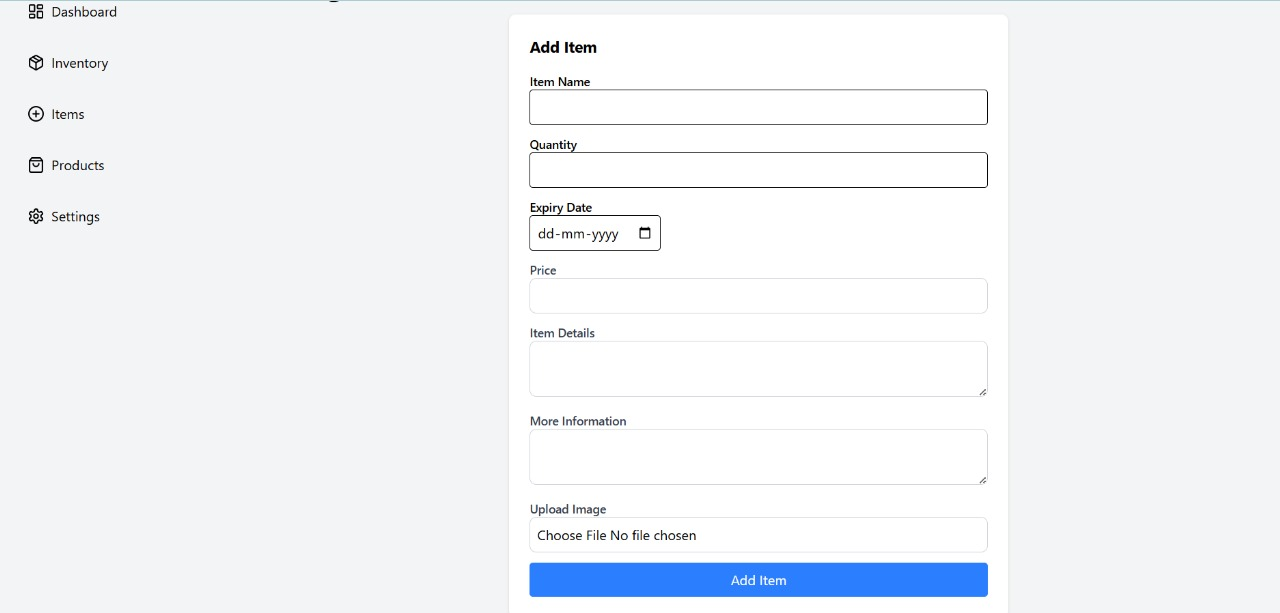 Dashboard
Inventory
Items
Products
Settings
Add Item
Item Name
Quantity
Expiry Date
dd-mm-yyyy
Price
Item Details
More Information
Upload Image
Choose File No file chosen
Add Item